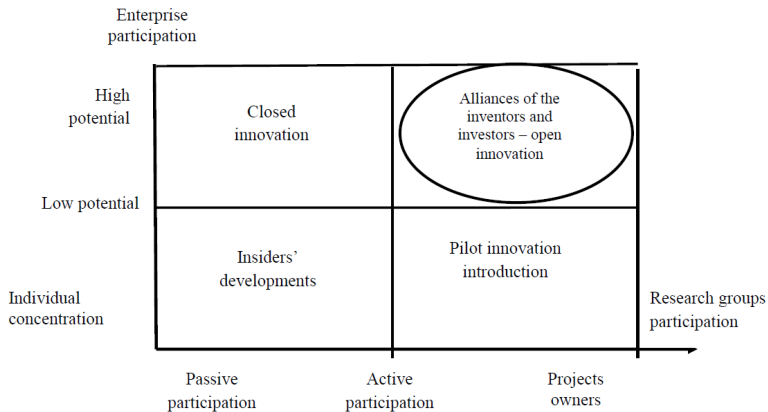 Enterprise
participation
High
potential
Closed
innovation
Alliances of the
inventors and
investors – open
innovation
Low potential
Insiders’
developments
Pilot innovation
introduction
Individual
concentration
Research groups
participation
Passive
participation
Active
participation
Projects
owners